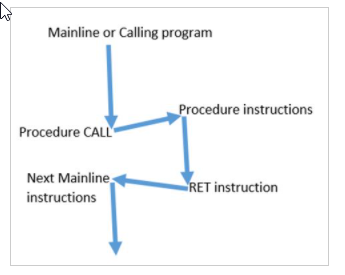 Mainline or Calling program
Procedure instructions
Procedure CALL
Next Mainline
instructions
RET instruction